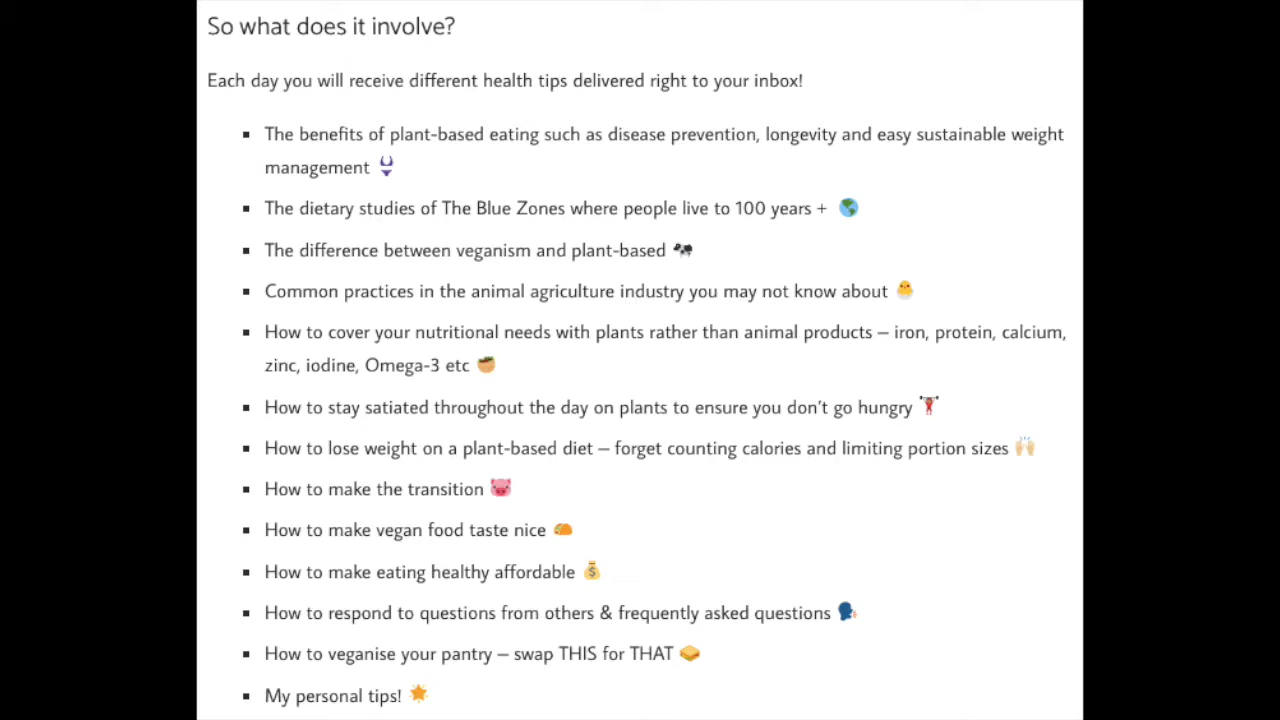 So what does it involve?
Each day you will receive different health tips delivered right to your inbox!
▪ The benefits of plant-based eating such as disease prevention, longevity and easy sustainable weight
management 👙
▪ The dietary studies of The Blue Zones where people live to 100 years + 🌎
▪ The difference between veganism and plant-based 🐄
▪ Common practices in the animal agriculture industry you may not know about 🐣
▪ How to cover your nutritional needs with plants rather than animal products – iron, protein, calcium,
zinc, iodine, Omega-3 etc 🥗
▪ How to stay satiated throughout the day on plants to ensure you don’t go hungry 🏋
▪ How to lose weight on a plant-based diet – forget counting calories and limiting portion sizes 🙌🏻
▪ How to make the transition 🐷
▪ How to make vegan food taste nice 🌮
▪ How to make eating healthy affordable 💰
▪ How to respond to questions from others & frequently asked questions 🗣
▪ How to veganise your pantry – swap THIS for THAT 🥪
▪ My personal tips! 🌟